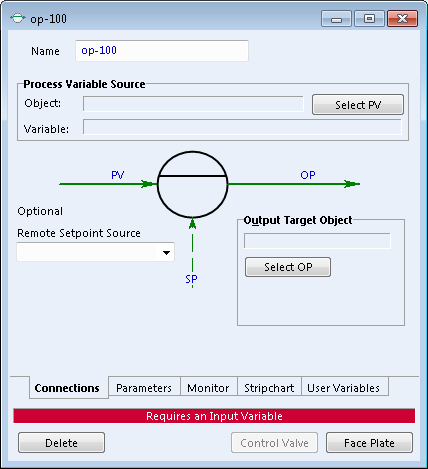 op-100
Name op-100
Process Variable Source
Object: Select PV
Variable:
PV OP
Optional
Remote Setpoint Source
Output Target Object
Select OP
SP
Connections Parameters Monitor Stripchart User Variables
Requires an Input Variable
Delete Control Valve Face Plate